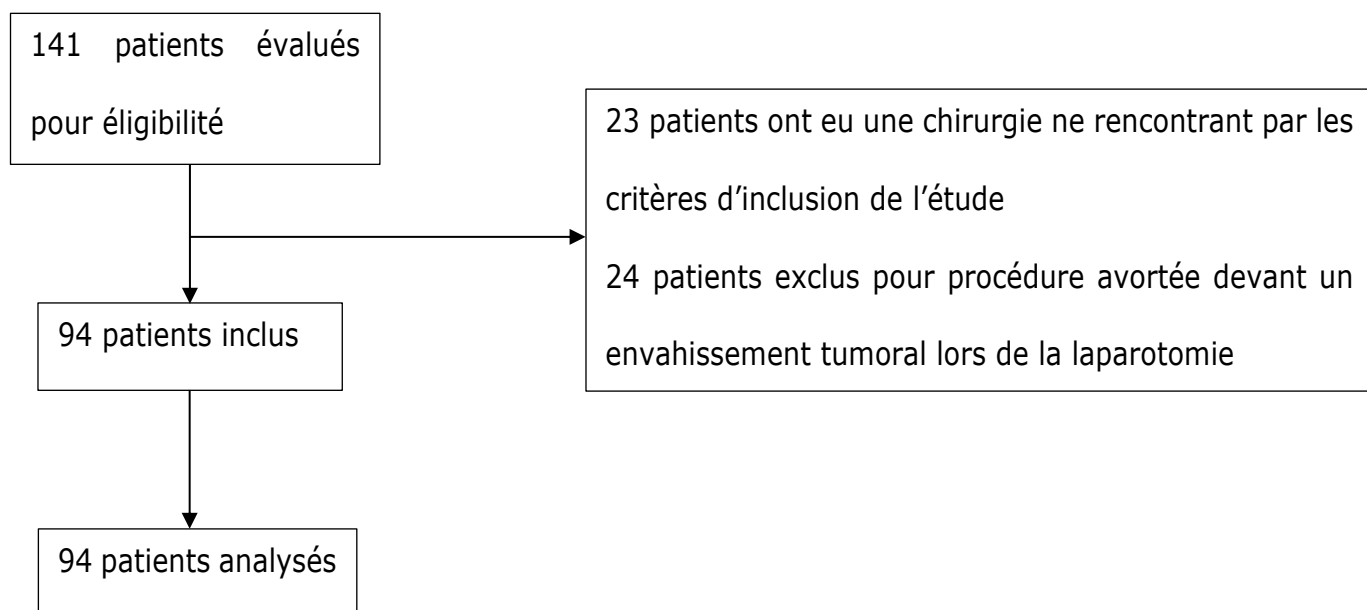 141 patients évalués
pour éligibilité
23 patients ont eu une chirurgie ne rencontrant par les
critères d'inclusion de l'étude
24 patients exclus pour procédure avortée devant un
envahissement tumoral lors de la laparotomie
94 patients inclus
94 patients analysés